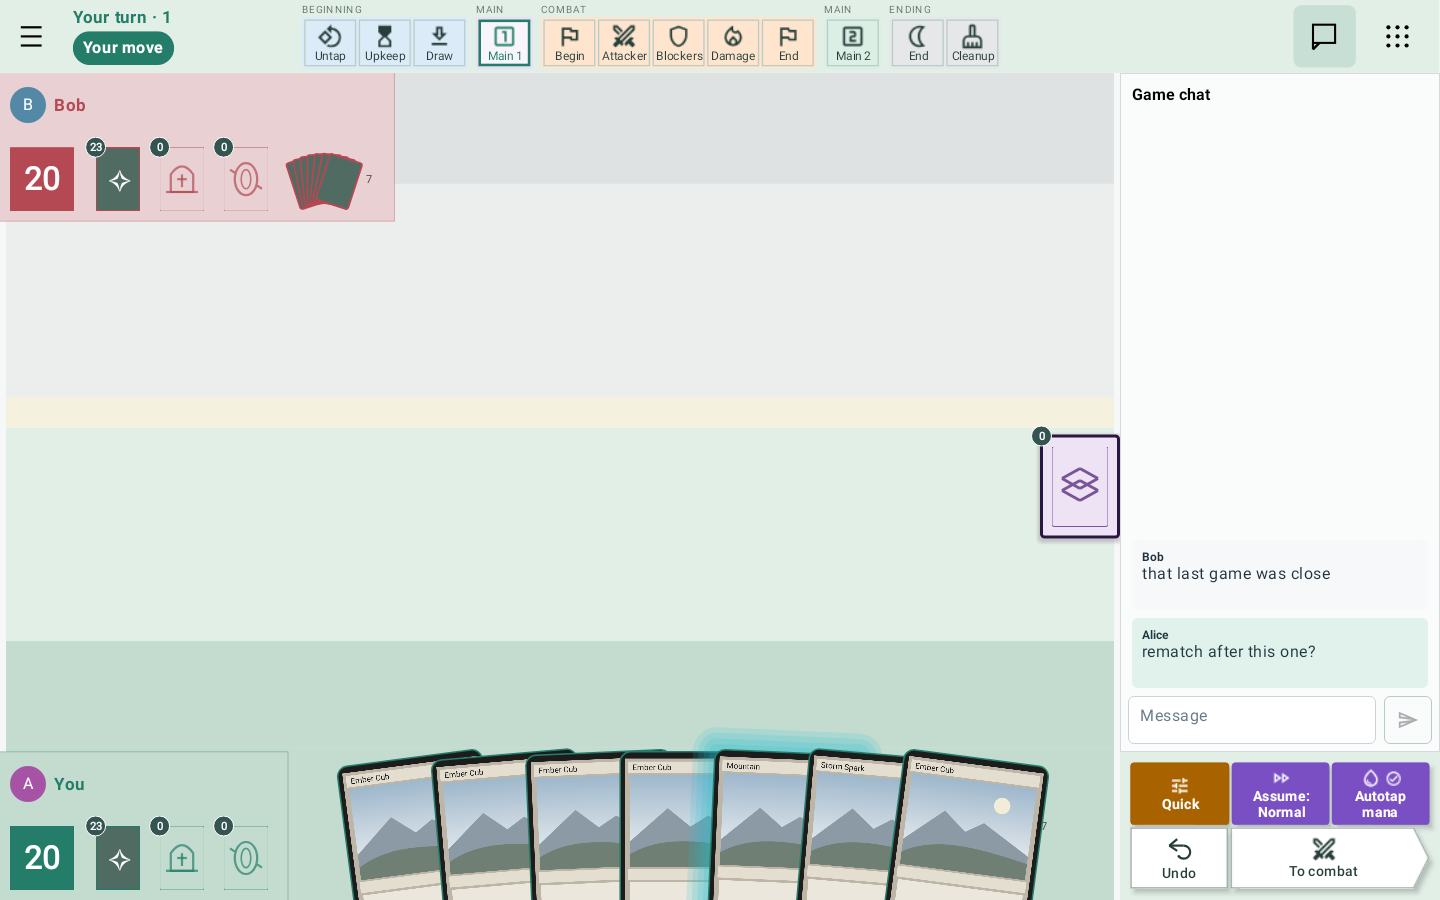 Your turn · 1
Your move
BEGINNING
Untap
Upkeep
Draw
MAIN
1
Main 1
COMBAT
Begin
Attacker
Blockers
Damage
End
MAIN
2
Main 2
ENDING
End
Cleanup
B
Bob
20
23
0
0
7
0
Game chat
Bob
that last game was close
Alice
rematch after this one?
Message
A
You
20
23
0
0
Ember Cub
Ember Cub
Ember Cub
Ember Cub
Mountain
Storm Spark
Ember Cub
7
Quick
Assume:
Normal
Autotap
mana
Undo
To combat